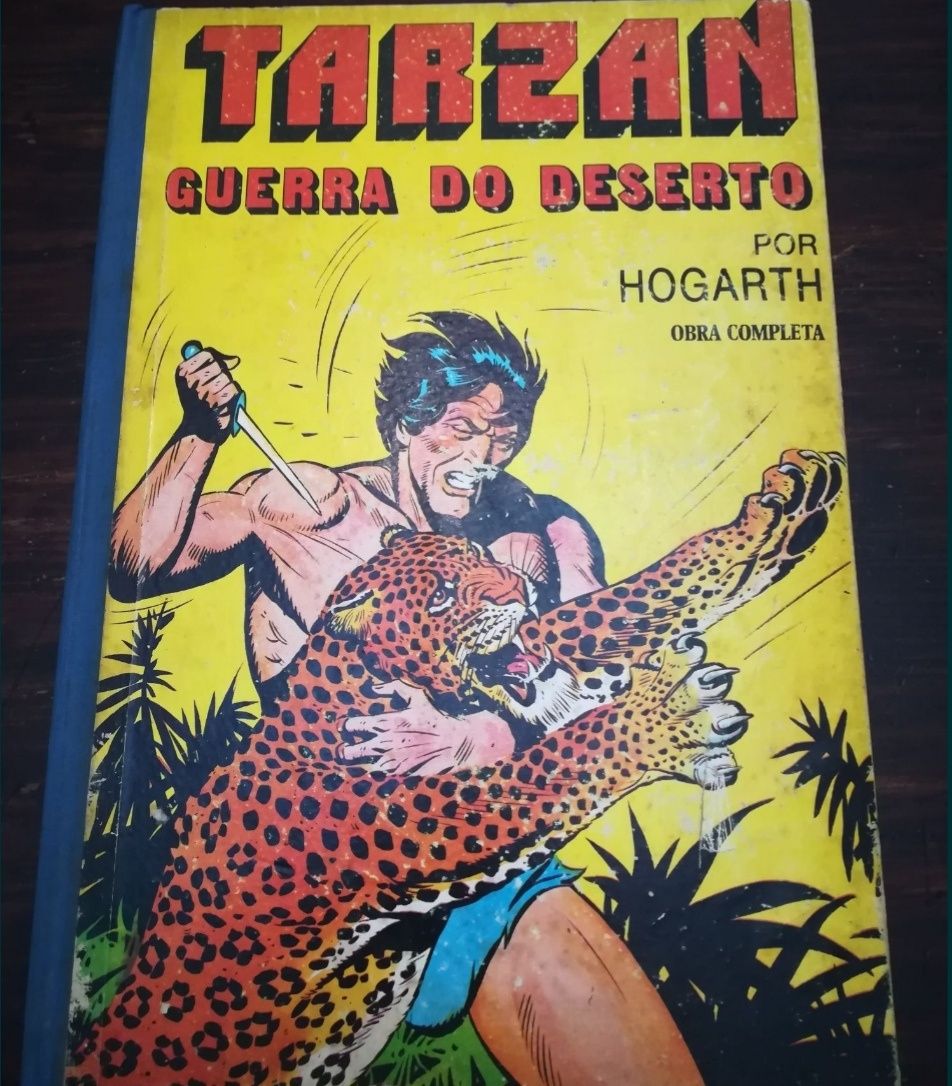 TARZAN
GUERRA DO DESERTO
POR
HOGARTH
OBRA COMPLETA